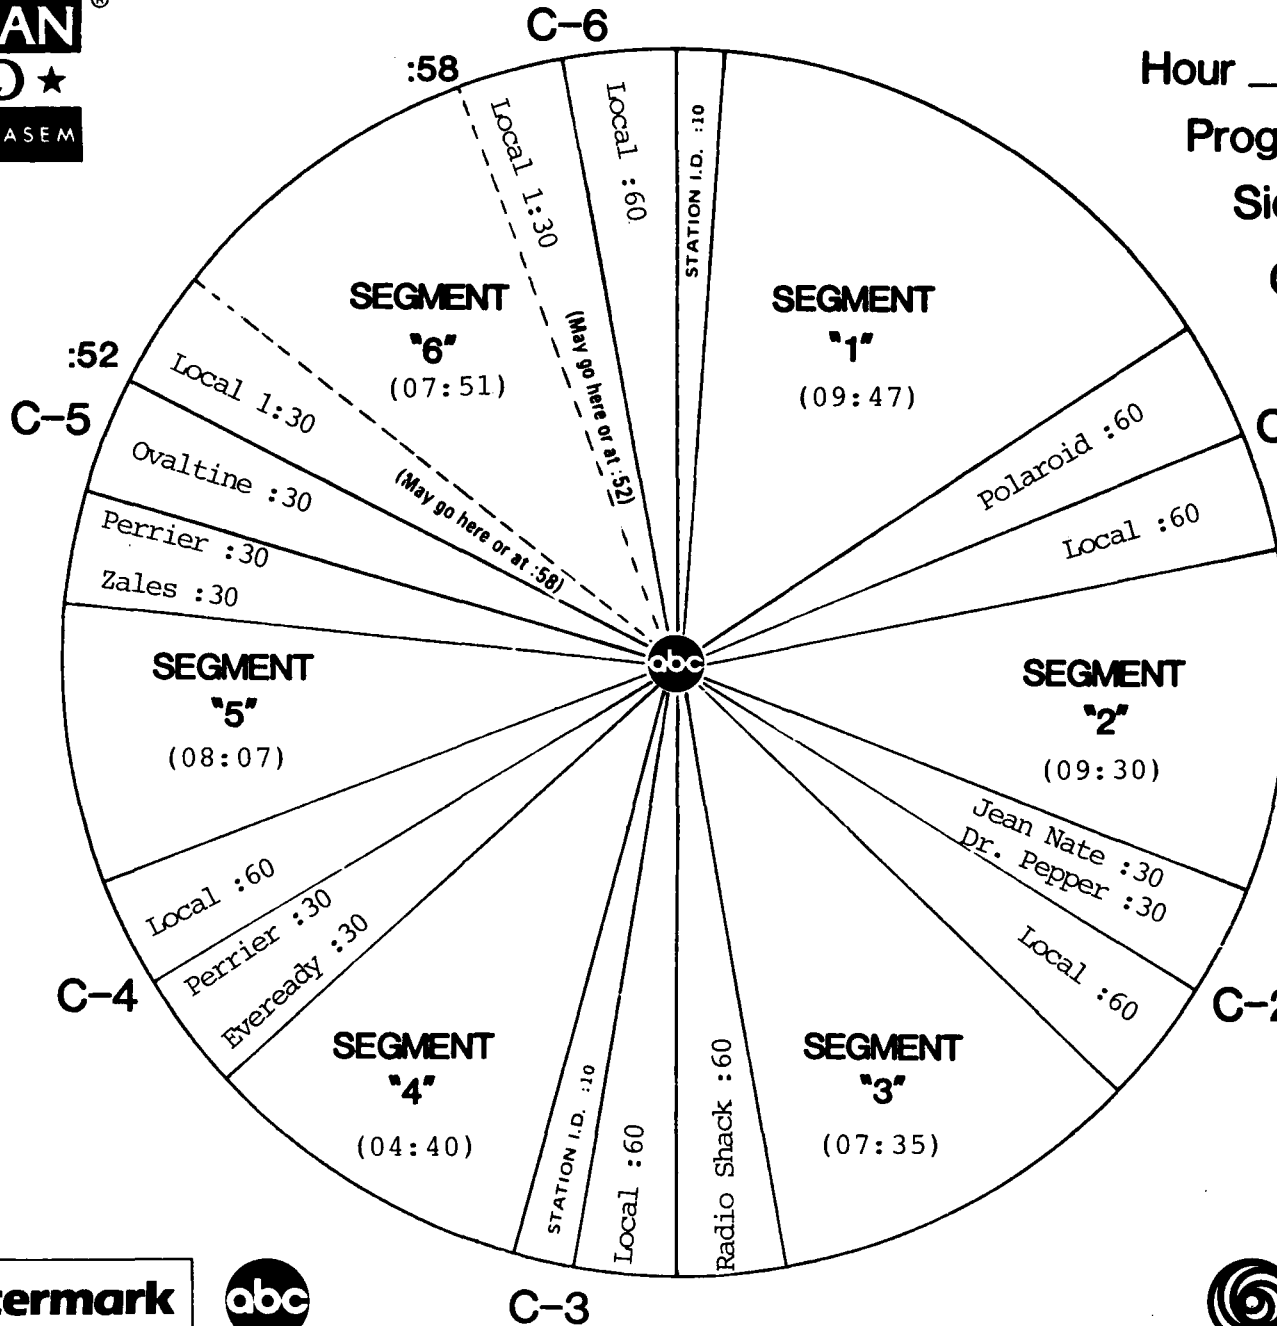 AN
®
ASEM
C-6
:58
Hour
Local 1:30
Local :60
STATION I.D. :10
SEGMENT
"1"
(09:47)
SEGMENT
"6"
(07:51)
(May go here or at :52)
:52
C-5
Local 1:30
(May go here or at :58)
Ovaltine :30
Perrier :30
Zales :30
Polaroid :60
Local :60
abc
SEGMENT
"5"
(08:07)
SEGMENT
"2"
(09:30)
Jean Nate :30
Dr. Pepper :30
Local :60
C-2
Local :60
Perrier :30
Eveready :30
C-4
SEGMENT
"4"
(04:40)
STATION I.D. :10
Local :60
Radio Shack :60
SEGMENT
"3"
(07:35)
C-3
termark
abc